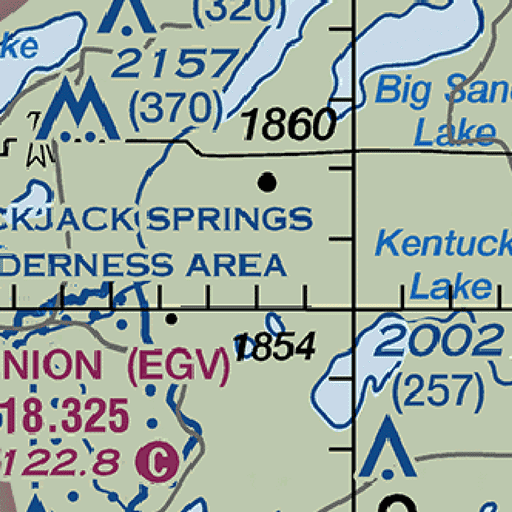 (320)
ke
2157
(370)
1860
Big San
Lake
CKJACK SPRINGS
DERNESS AREA
Kentuck
Lake
1854
2002
(257)
NION (EGV)
18.325
122.8 C